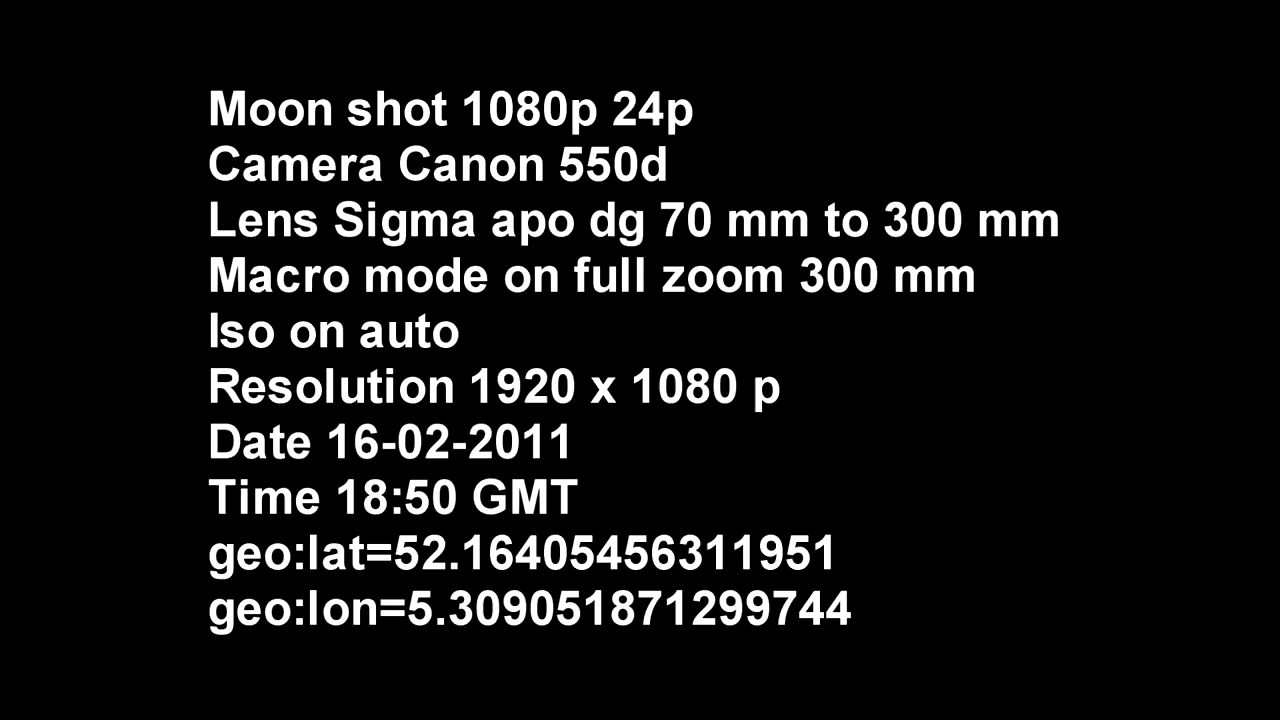 Moon shot 1080p 24p
Camera Canon 550d
Lens Sigma apo dg 70 mm to 300 mm
Macro mode on full zoom 300 mm
Iso on auto
Resolution 1920 x 1080 p
Date 16-02-2011
Time 18:50 GMT
geo:lat=52.16405456311951
geo:lon=5.309051871299744